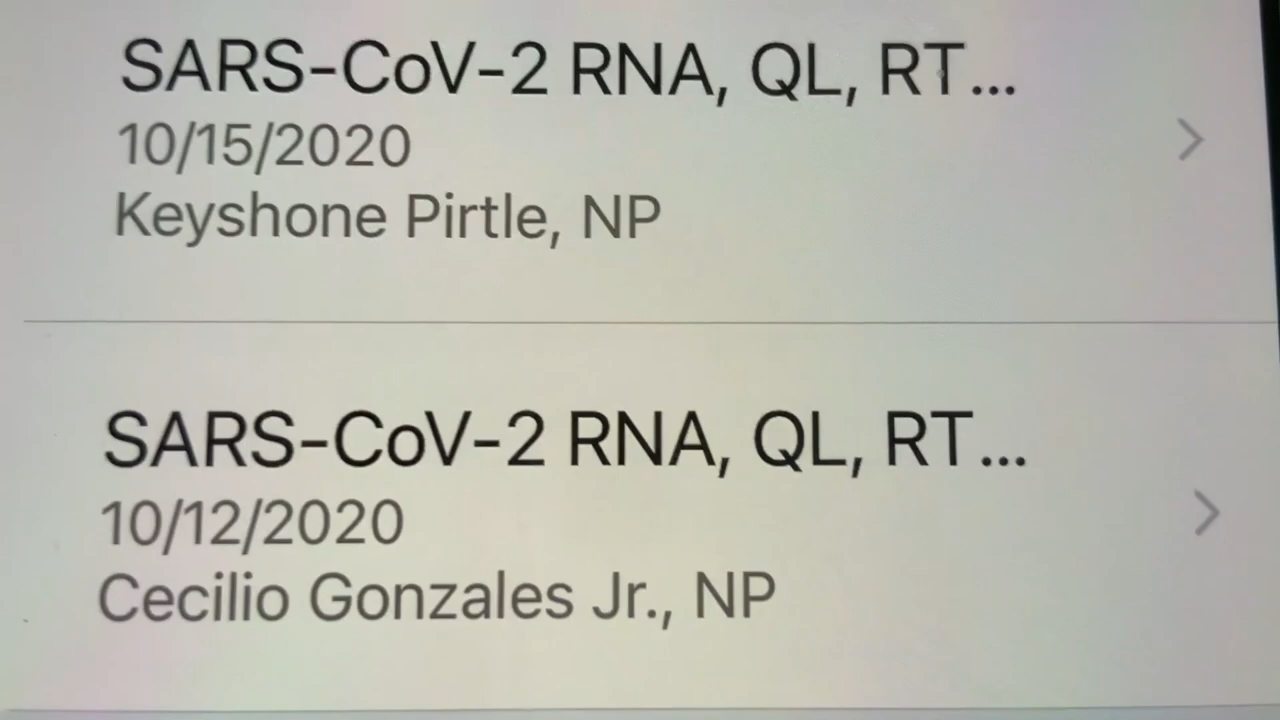 SARS-CoV-2 RNA, QL, RT...
10/15/2020
Keyshone Pirtle, NP
SARS-CoV-2 RNA, QL, RT...
10/12/2020
Cecilio Gonzales Jr., NP